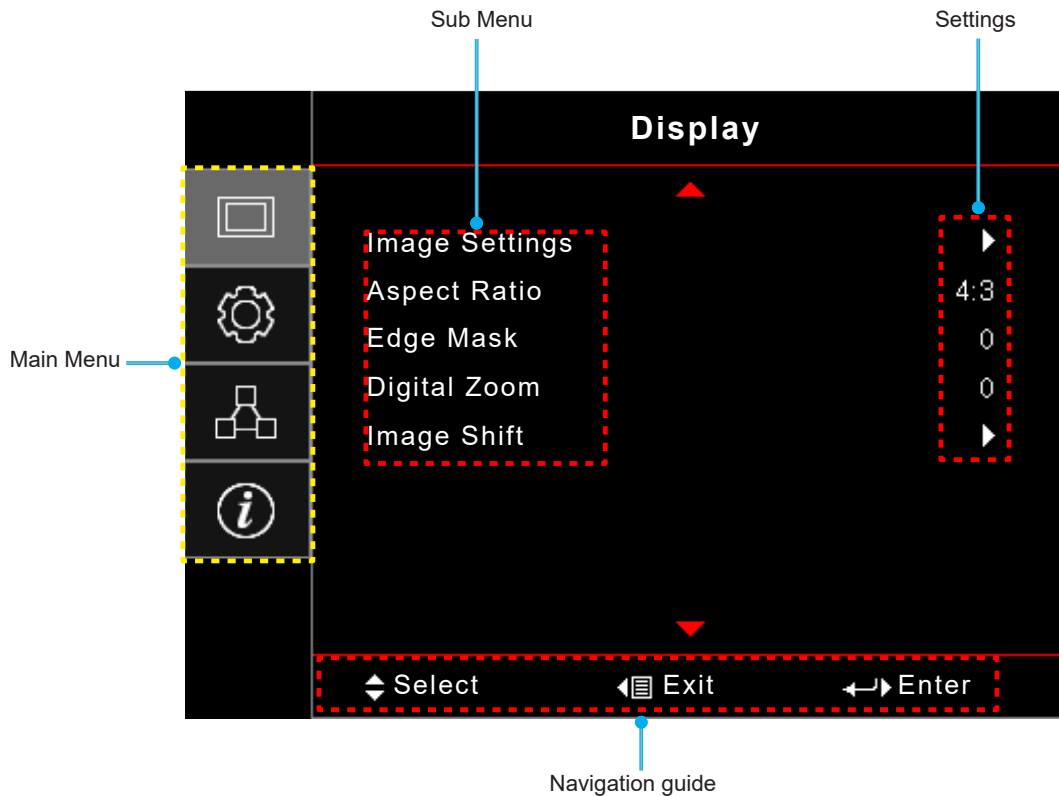 Sub Menu
Settings
Display
Image Settings
Aspect Ratio 4:3
Edge Mask 0
Main Menu
Digital Zoom 0
Image Shift
i
Select Exit Enter
Navigation guide